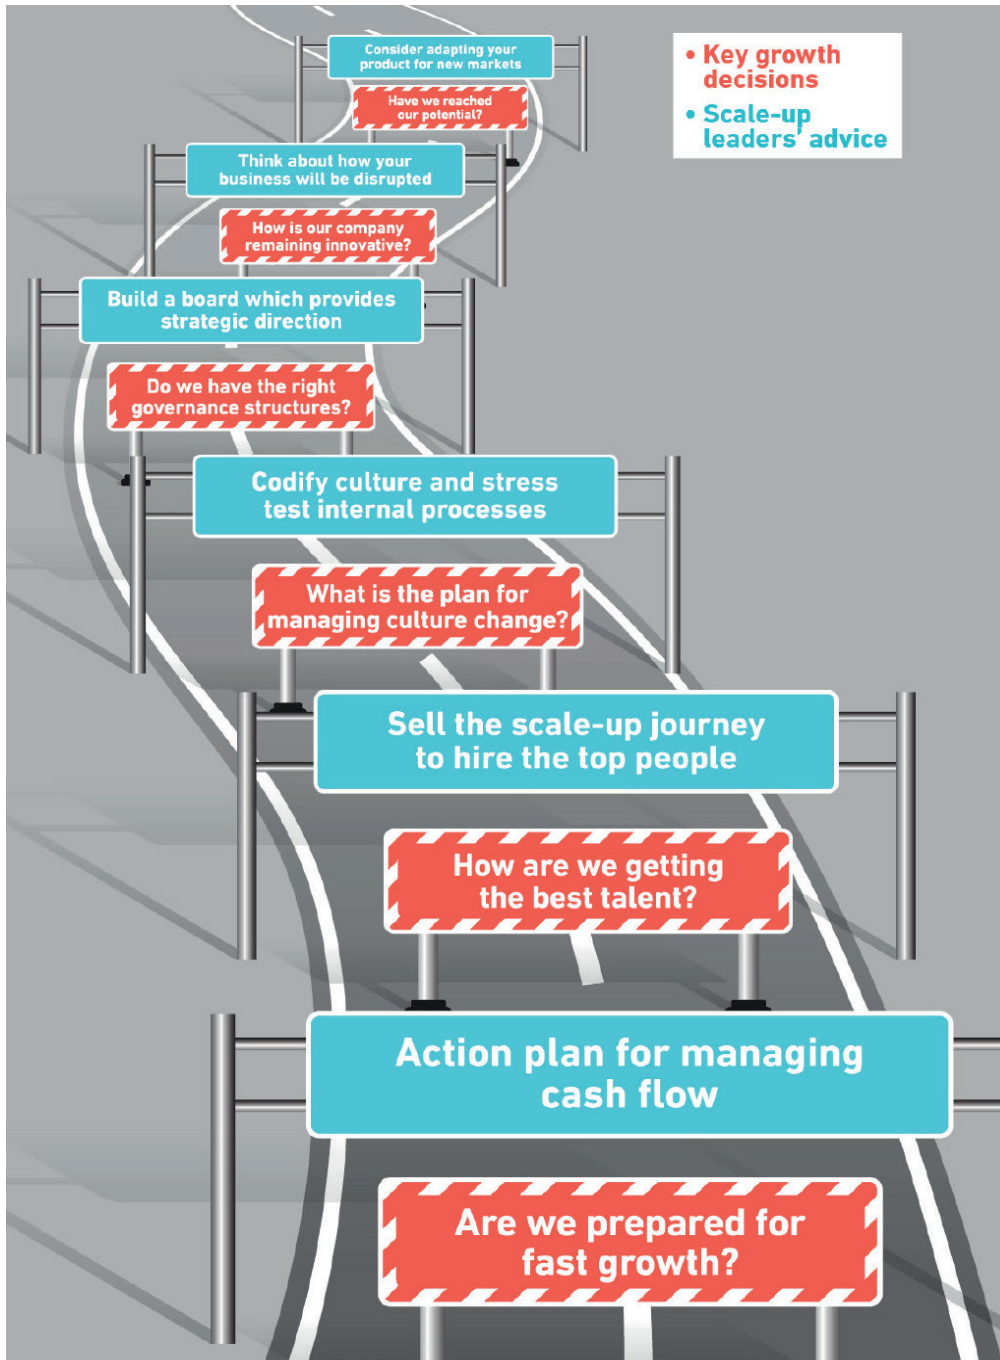 Consider adapting your
product for new markets
• Key growth
decisions
• Scale-up
leaders' advice
Have we reached
our potential?
Think about how your
business will be disrupted
How is our company
remaining innovative?
Build a board which provides
strategic direction
Do we have the right
governance structures?
Codify culture and stress
test internal processes
What is the plan for
managing culture change?
Sell the scale-up journey
to hire the top people
How are we getting
the best talent?
Action plan for managing
cash flow
Are we prepared for
fast growth?